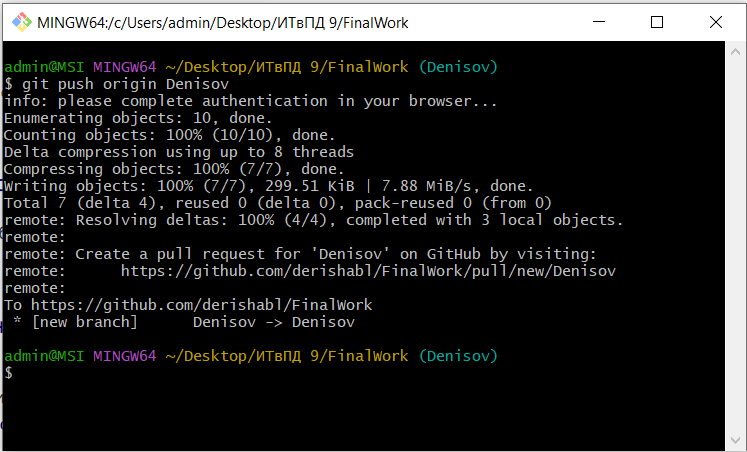 MINGW64:/c/Users/admin/Desktop/ИТвПД 9/FinalWork
admin@MSI MINGW64 ~/Desktop/ИТвПД 9/FinalWork (Denisov)
$ git push origin Denisov
info: please complete authentication in your browser...
Enumerating objects: 10, done.
Counting objects: 100% (10/10), done.
Delta compression using up to 8 threads
Compressing objects: 100% (7/7), done.
Writing objects: 100% (7/7), 299.51 KiB | 7.88 MiB/s, done.
Total 7 (delta 4), reused 0 (delta 0), pack-reused 0 (from 0)
remote: Resolving deltas: 100% (4/4), completed with 3 local objects.
remote:
remote: Create a pull request for 'Denisov' on GitHub by visiting:
remote:      https://github.com/derishabl/FinalWork/pull/new/Denisov
remote:
To https://github.com/derishabl/FinalWork
 * [new branch]      Denisov -> Denisov
admin@MSI MINGW64 ~/Desktop/ИТвПД 9/FinalWork (Denisov)
$